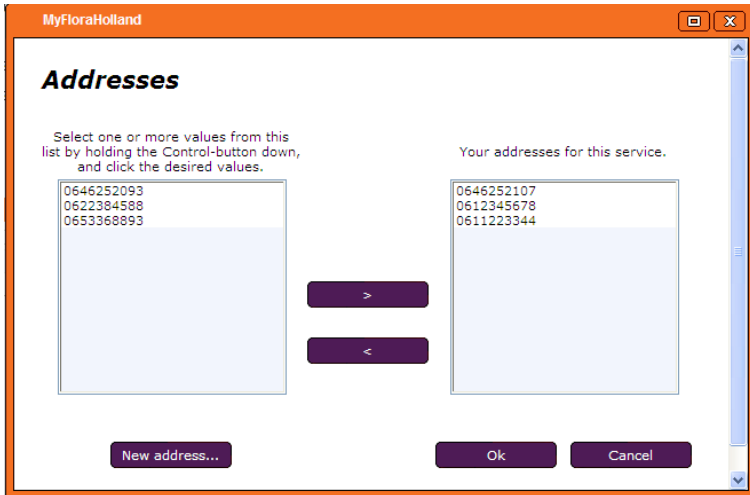 MyFloraHolland
Addresses
Select one or more values from this
list by holding the Control-button down,
and click the desired values.
Your addresses for this service.
0646252093
0622384588
0653368893
0646252107
0612345678
0611223344
>
<
New address...
Ok
Cancel